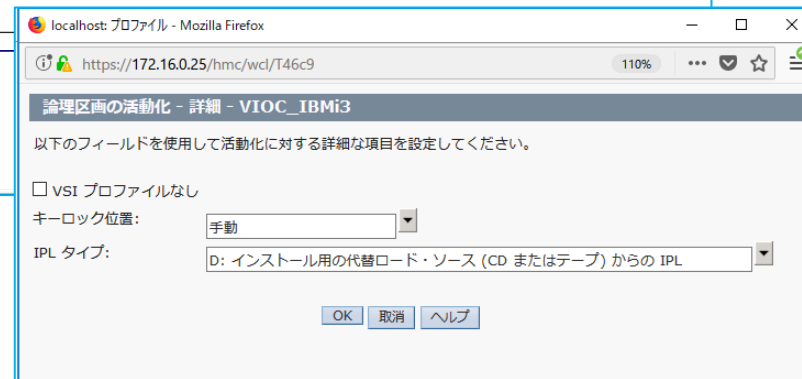 localhost: プロファイル - Mozilla Firefox
https://172.16.0.25/hmc/wcl/T46c9 110%
論理区画の活動化 - 詳細 - VIOC_IBMi3
以下のフィールドを使用して活動化に対する詳細な項目を設定してください。
VSI プロファイルなし
キーロック位置: 手動
IPL タイプ: D: インストール用の代替ロード・ソース (CD またはテープ) からの IPL
OK 取消 ヘルプ